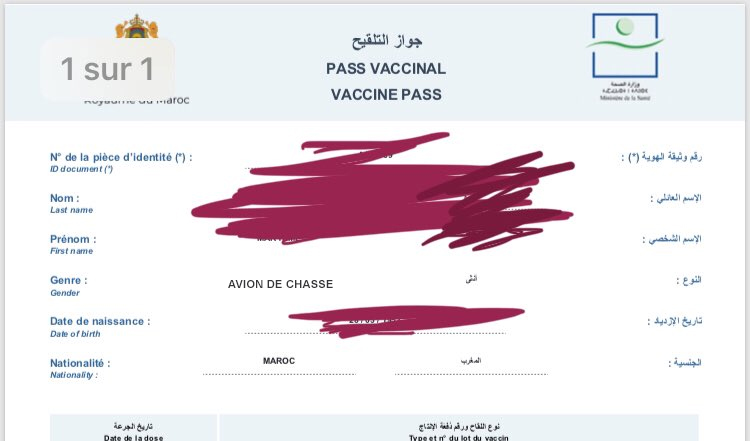 جواز التلقيح
PASS VACCINAL
VACCINE PASS
1 sur 1
Royaume du Maroc
وزارة الصحة
Ministère de la Santé
N° de la pièce d'identité (*) : رقم وثيقة الهوية (*) :
ID document (*)
Nom : الإسم العائلي :
Last name
Prénom : الإسم الشخصي :
First name
Genre : AVION DE CHASSE أنثى النوع :
Gender
Date de naissance : تاريخ الإزدياد :
Date of birth
Nationalité : MAROC المغرب الجنسية :
Nationality :
تاريخ الجرعة نوع اللقاح ورقم دفعة الإنتاج
Date de la dose Type et n° du lot du vaccin